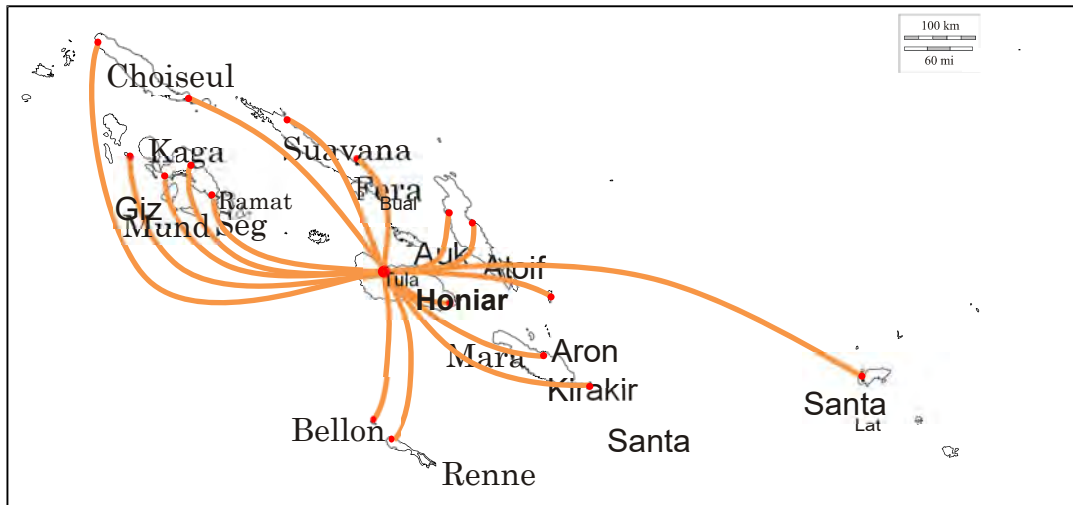 100 km
60 mi
Choiseul
Kaga
Suavana
Fera
Buai
Ramat
Giz
Mund
Seg
Auk
Atoif
Tula
Honiar
Mara
Aron
Kirakir
Santa
Lat
Bellon
Santa
Renne